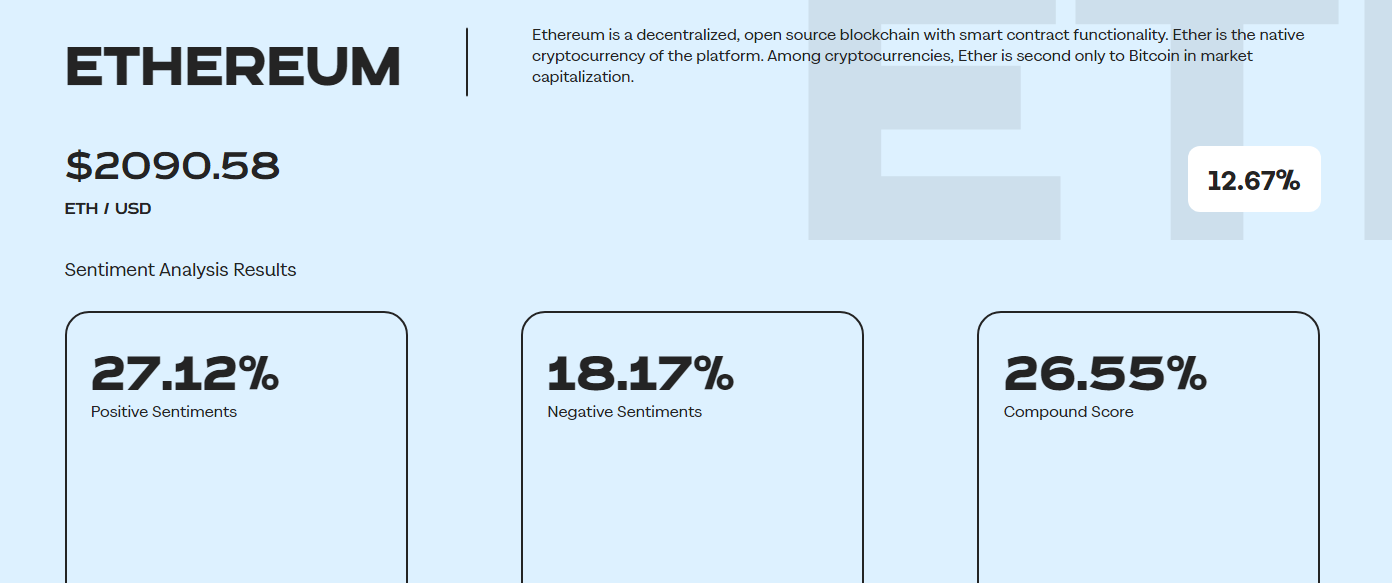 ETHEREUM
Ethereum is a decentralized, open source blockchain with smart contract functionality. Ether is the native
cryptocurrency of the platform. Among cryptocurrencies, Ether is second only to Bitcoin in market
capitalization.
$2090.58
ETH / USD
12.67%
Sentiment Analysis Results
27.12%
Positive Sentiments
18.17%
Negative Sentiments
26.55%
Compound Score